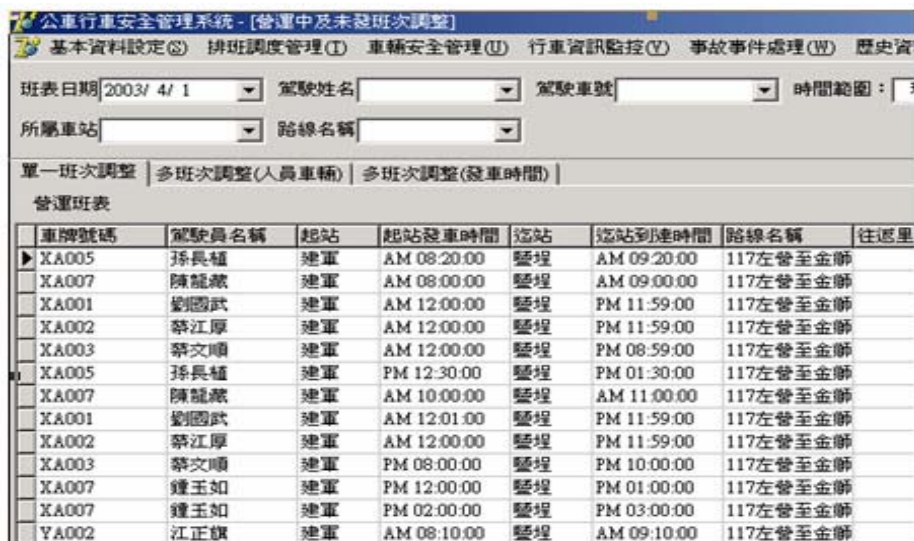 公車行車安全管理系統 - [營運中及未發班次調整]
基本資料設定(S) 排班調度管理(T) 車輛安全管理(U) 行車資訊監控(V) 事故事件處理(W) 歷史資
班表日期 2003/ 4/ 1 駕駛姓名 駕駛車號 時間範圍：
所屬車站 路線名稱
單一班次調整 多班次調整(人員車輛) 多班次調整(發車時間)
營運班表
車牌號碼 駕駛員名稱 起站 起站發車時間 迄站 迄站到達時間 路線名稱 往返里
XA005 孫長植 建軍 AM 08:20:00 鹽埕 AM 09:20:00 117左營至金獅
XA007 陳龍藏 建軍 AM 08:00:00 鹽埕 AM 09:00:00 117左營至金獅
XA001 劉國武 建軍 AM 12:00:00 鹽埕 PM 11:59:00 117左營至金獅
XA002 蔡江厚 建軍 AM 12:00:00 鹽埕 PM 11:59:00 117左營至金獅
XA003 蔡文順 建軍 AM 12:00:00 鹽埕 PM 08:59:00 117左營至金獅
XA005 孫長植 建軍 PM 12:30:00 鹽埕 PM 01:30:00 117左營至金獅
XA007 陳龍藏 建軍 AM 10:00:00 鹽埕 AM 11:00:00 117左營至金獅
XA001 劉國武 建軍 AM 12:01:00 鹽埕 PM 11:59:00 117左營至金獅
XA002 蔡江厚 建軍 AM 12:00:00 鹽埕 PM 11:59:00 117左營至金獅
XA003 蔡文順 建軍 PM 08:00:00 鹽埕 PM 10:00:00 117左營至金獅
XA007 鍾玉如 建軍 PM 12:00:00 鹽埕 PM 01:00:00 117左營至金獅
XA007 鍾玉如 建軍 PM 02:00:00 鹽埕 PM 03:00:00 117左營至金獅
YA002 江正旗 建軍 AM 08:10:00 鹽埕 AM 09:10:00 117左營至金獅